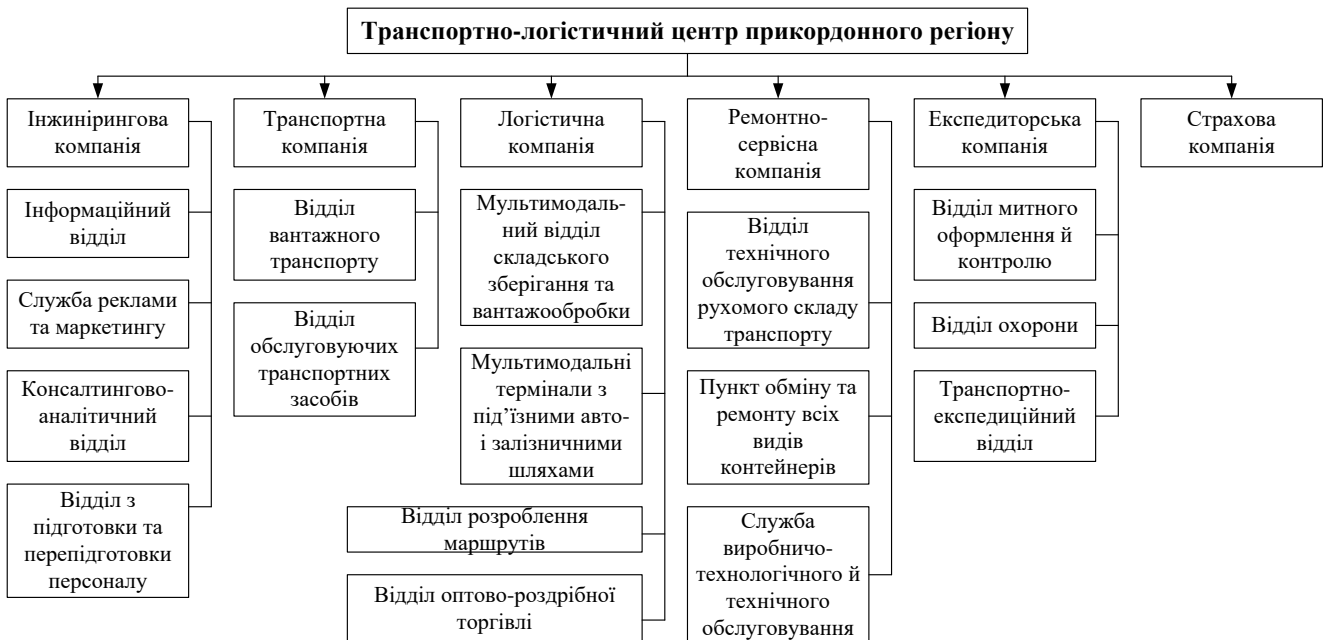 Транспортно-логістичний центр прикордонного регіону
Інжинірингова
компанія
Інформаційний
відділ
Служба реклами
та маркетингу
Консалтингово-
аналітичний
відділ
Відділ з
підготовки та
перепідготовки
персоналу
Транспортна
компанія
Відділ
вантажного
транспорту
Відділ
обслуговуючих
транспортних
засобів
Логістична
компанія
Мультимодаль-
ний відділ
складського
зберігання та
вантажообробки
Мультимодальні
термінали з
під’їзними авто-
і залізничними
шляхами
Відділ розроблення
маршрутів
Відділ оптово-роздрібної
торгівлі
Ремонтно-
сервісна
компанія
Відділ
технічного
обслуговування
рухомого складу
транспорту
Пункт обміну та
ремонту всіх
видів
контейнерів
Служба
виробничо-
технологічного й
технічного
обслуговування
Експедиторська
компанія
Відділ митного
оформлення й
контролю
Відділ охорони
Транспортно-
експедиційний
відділ
Страхова
компанія